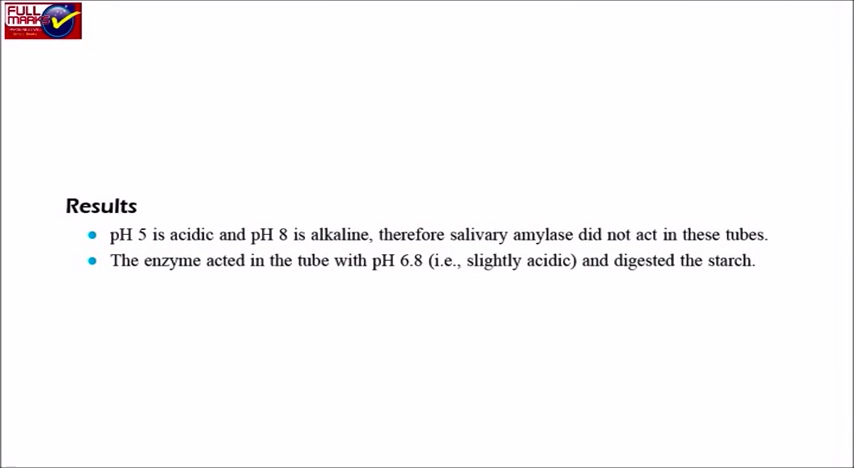 FULL
MARKS
Results
• pH 5 is acidic and pH 8 is alkaline, therefore salivary amylase did not act in these tubes.
• The enzyme acted in the tube with pH 6.8 (i.e., slightly acidic) and digested the starch.